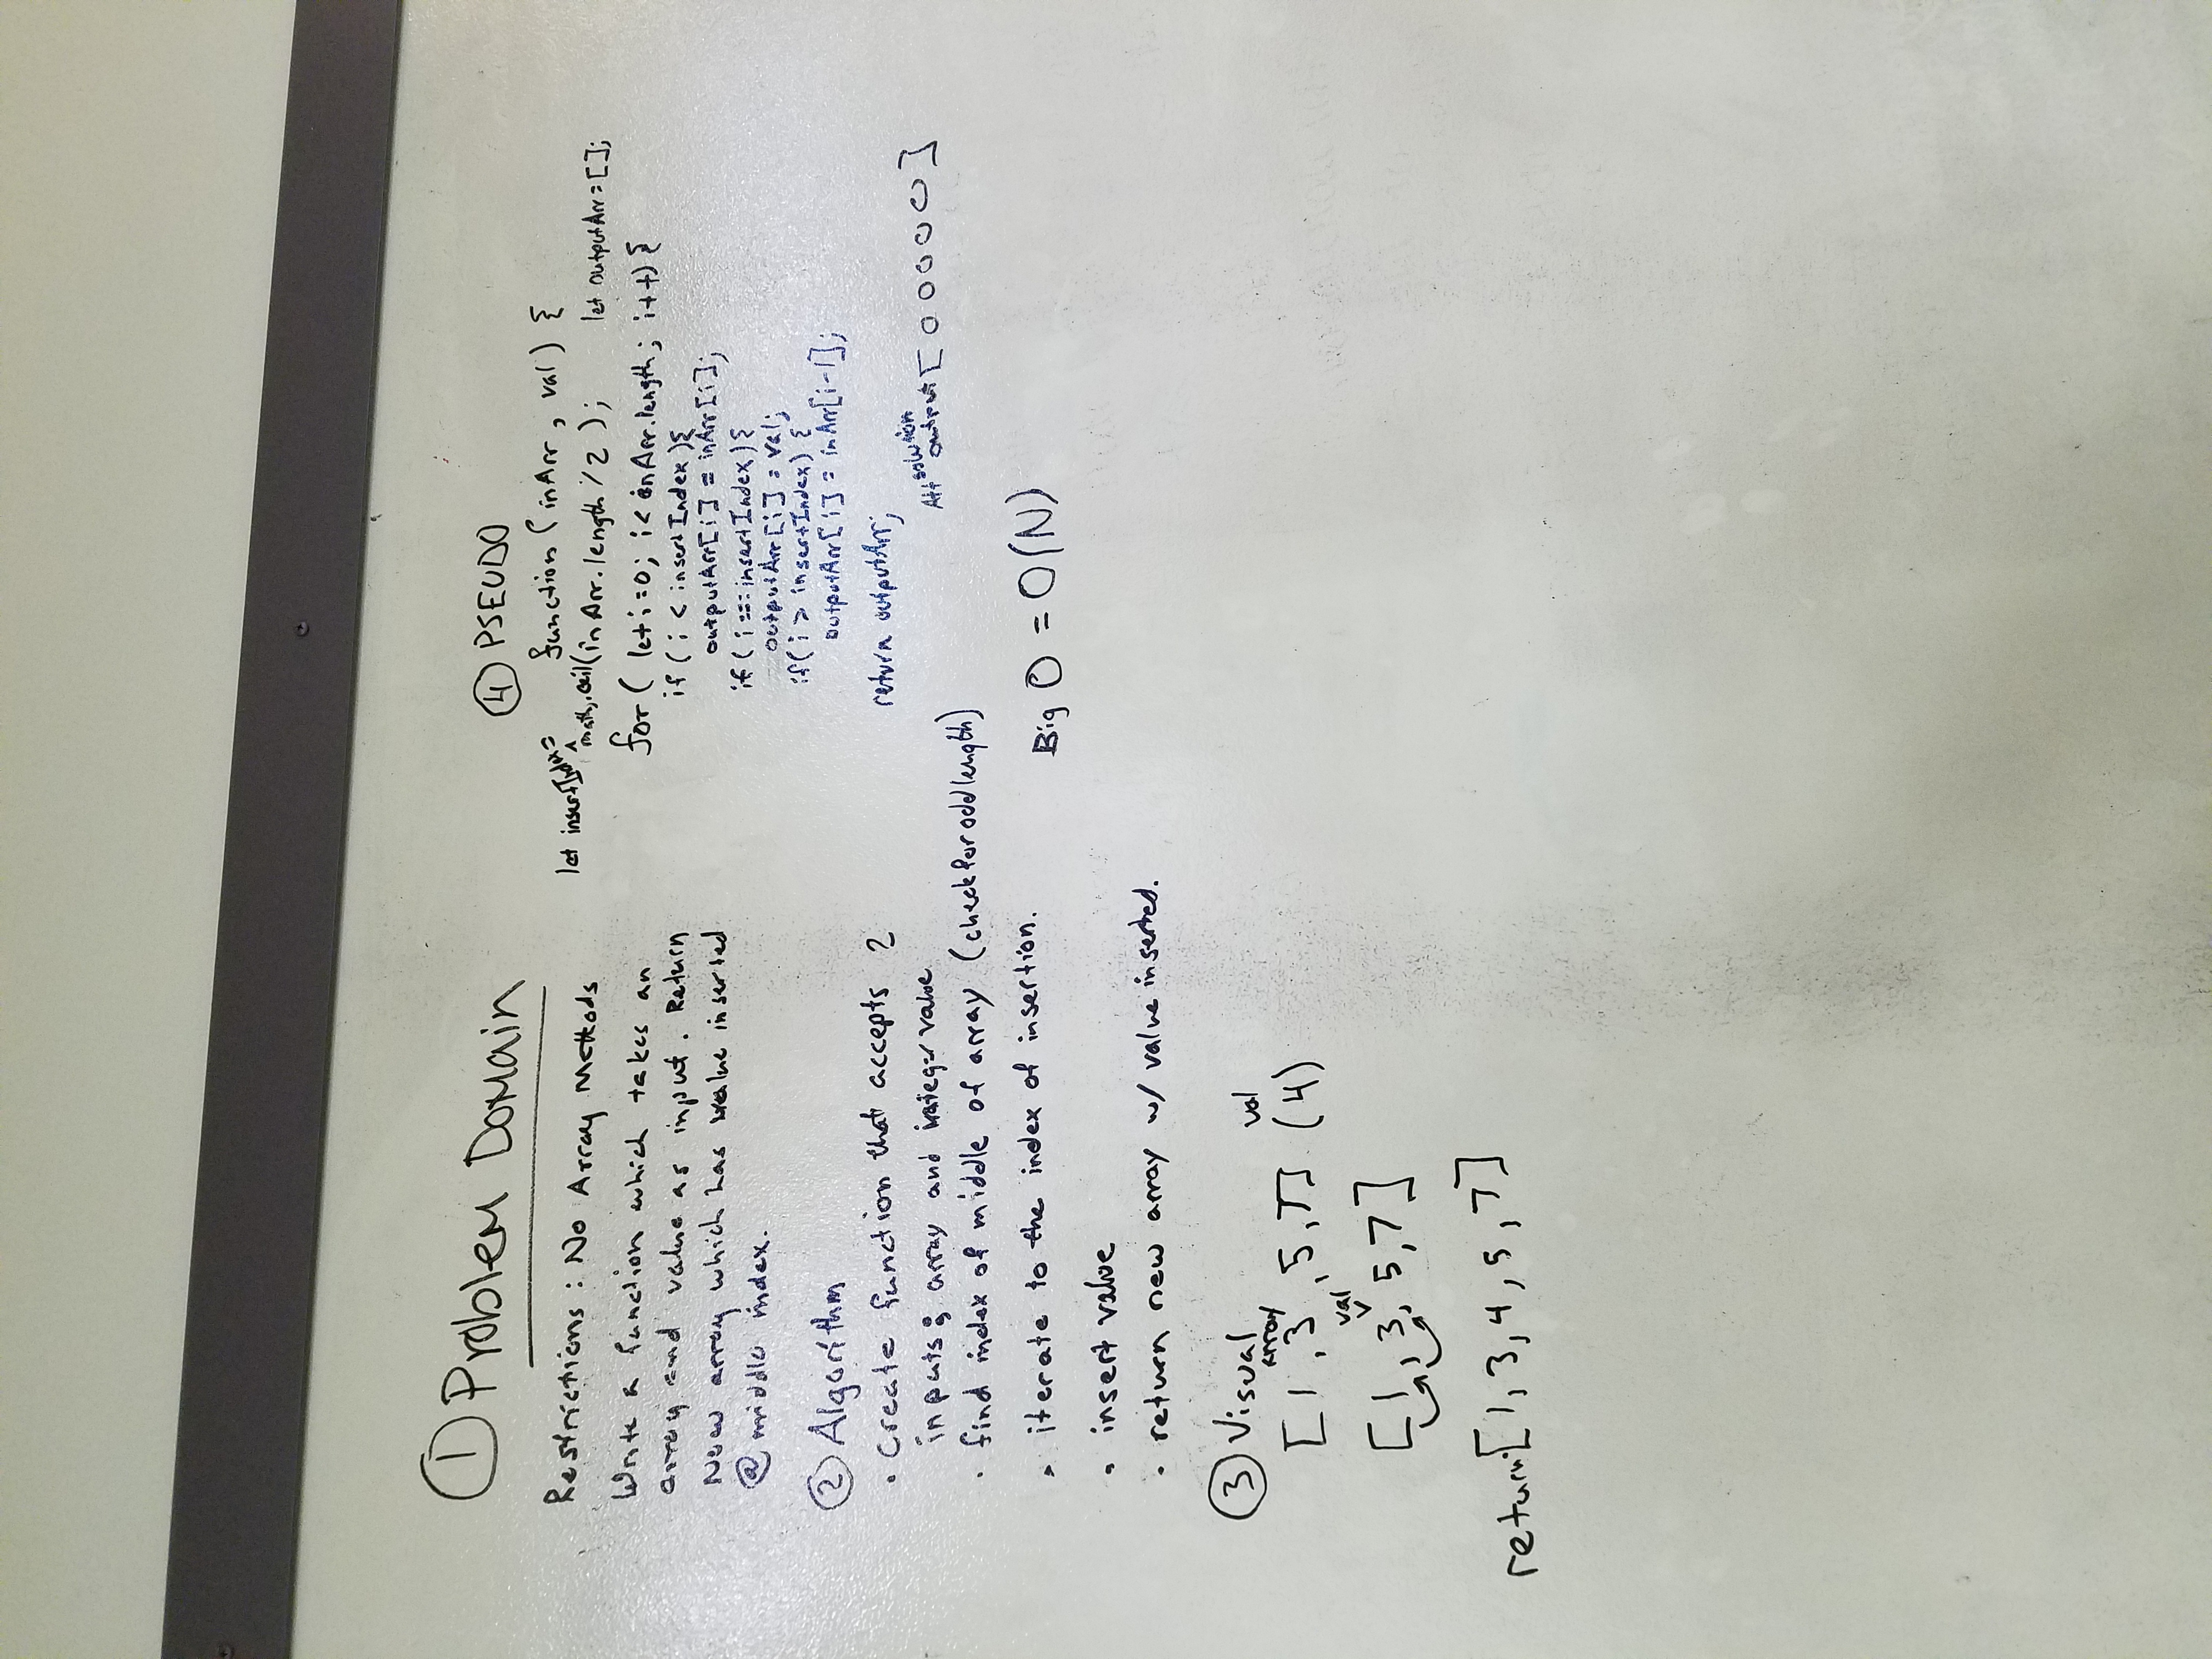 ① Problem Domain
Restrictions : No Array Methods
Write a function which takes an
array and value as input. Return
New array which has value inserted
@ middle index.
② Algorithm
• Create function that accepts 2
inputs; array and integer value
• find index of middle of array (check for odd length)
• iterate to the index of insertion.
• insert value
• return new array w/ value inserted.
③ Visual
array val
[1, 3, 5, 7] (4)
val
[1, 3, 5, 7]
return: [1, 3, 4, 5, 7]
④ PSEUDO
function (inArr, val) {
let insertIndex = math.ceil(inArr.length / 2 ); let outputArr = [];
for ( let i=0; i< inArr.length; i++) {
if ( i < insertIndex ){
outputArr[i] = inArr[i];
if ( i === insertIndex){
outputArr[i] = val;
if( i > insertIndex) {
outputArr[i] = inArr[i-1];
return outputArr;
solution
output [ 0 0 0 0 0 ]
Big O = O(N)